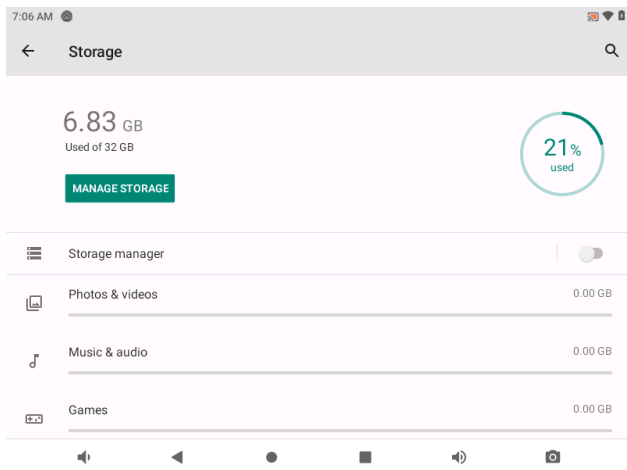 7:06 AM
Storage
6.83 GB
Used of 32 GB
21%
used
MANAGE STORAGE
Storage manager
Photos & videos 0.00 GB
Music & audio 0.00 GB
Games 0.00 GB